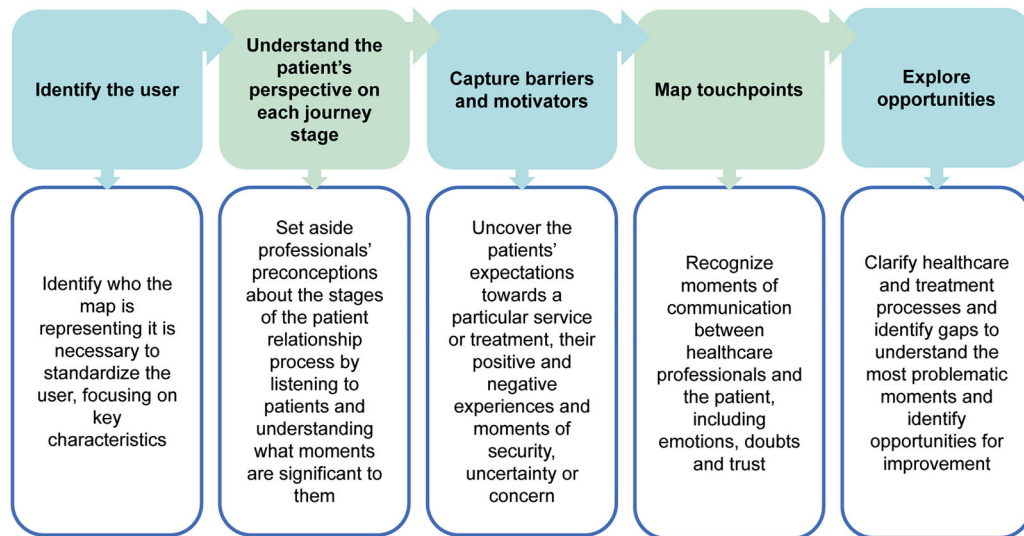 Identify the user
Understand the
patient's
perspective on
each journey
stage
Capture barriers
and motivators
Map touchpoints
Explore
opportunities
Identify who the
map is
representing it is
necessary to
standardize the
user, focusing on
key
characteristics
Set aside
professionals'
preconceptions
about the stages
of the patient
relationship
process by
listening to
patients and
understanding
what moments
are significant to
them
Uncover the
patients'
expectations
towards a
particular service
or treatment, their
positive and
negative
experiences and
moments of
security,
uncertainty or
concern
Recognize
moments of
communication
between
healthcare
professionals and
the patient,
including
emotions, doubts
and trust
Clarify healthcare
and treatment
processes and
identify gaps to
understand the
most problematic
moments and
identify
opportunities for
improvement